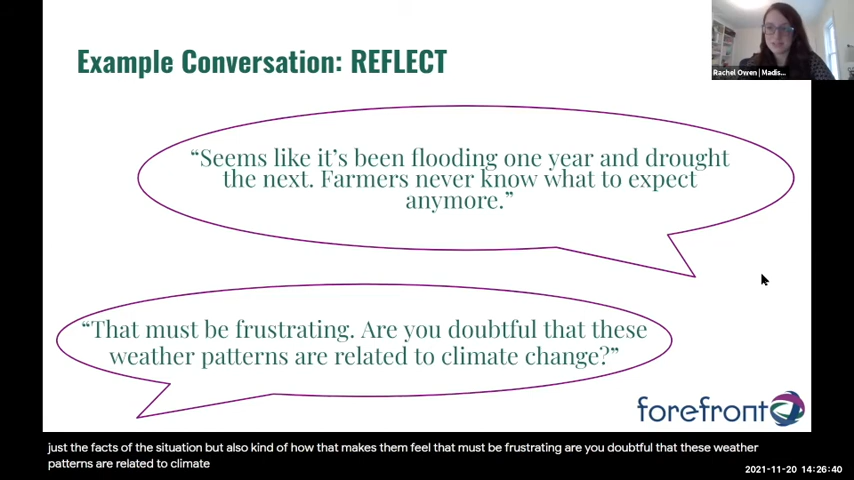 Example Conversation: REFLECT
Rachel Owen | Madis...
“Seems like it’s been flooding one year and drought
the next. Farmers never know what to expect
anymore.”
“That must be frustrating. Are you doubtful that these
weather patterns are related to climate change?”
forefront
just the facts of the situation but also kind of how that makes them feel that must be frustrating are you doubtful that these weather
patterns are related to climate
2021-11-20 14:26:40